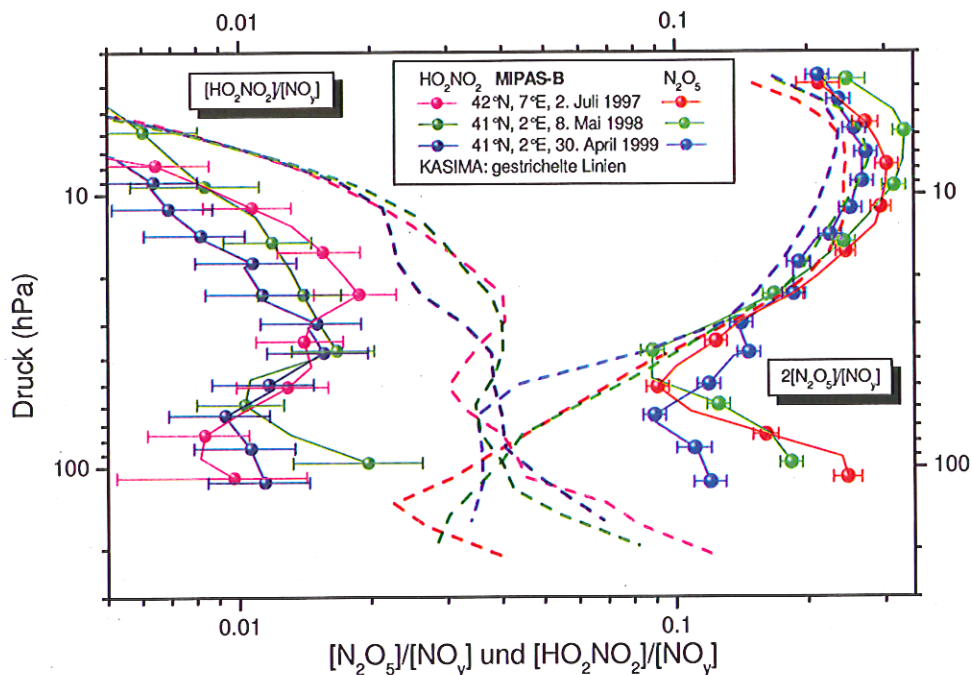 0.01 0.1
[HO₂NO₂]/[NOy]
HO₂NO₂ MIPAS-B N₂O₅
42°N, 7°E, 2. Juli 1997
41°N, 2°E, 8. Mai 1998
41°N, 2°E, 30. April 1999
KASIMA: gestrichelte Linien
10 10
Druck (hPa)
2[N₂O₅]/[NOy]
100 100
0.01 0.1
[N₂O₅]/[NOy] und [HO₂NO₂]/[NOy]